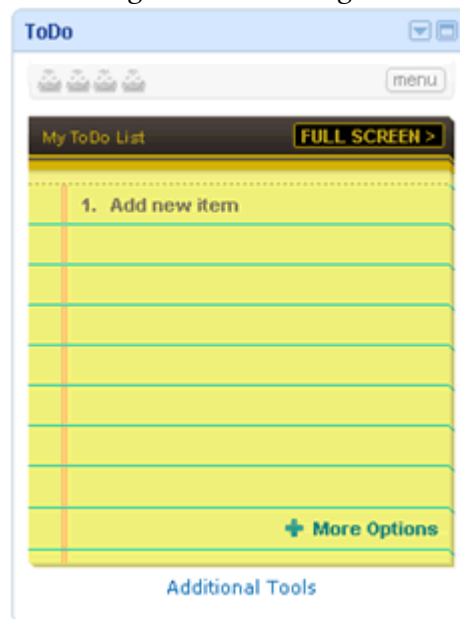 ToDo
menu
My ToDo List FULL SCREEN >
1. Add new item
+ More Options
Additional Tools